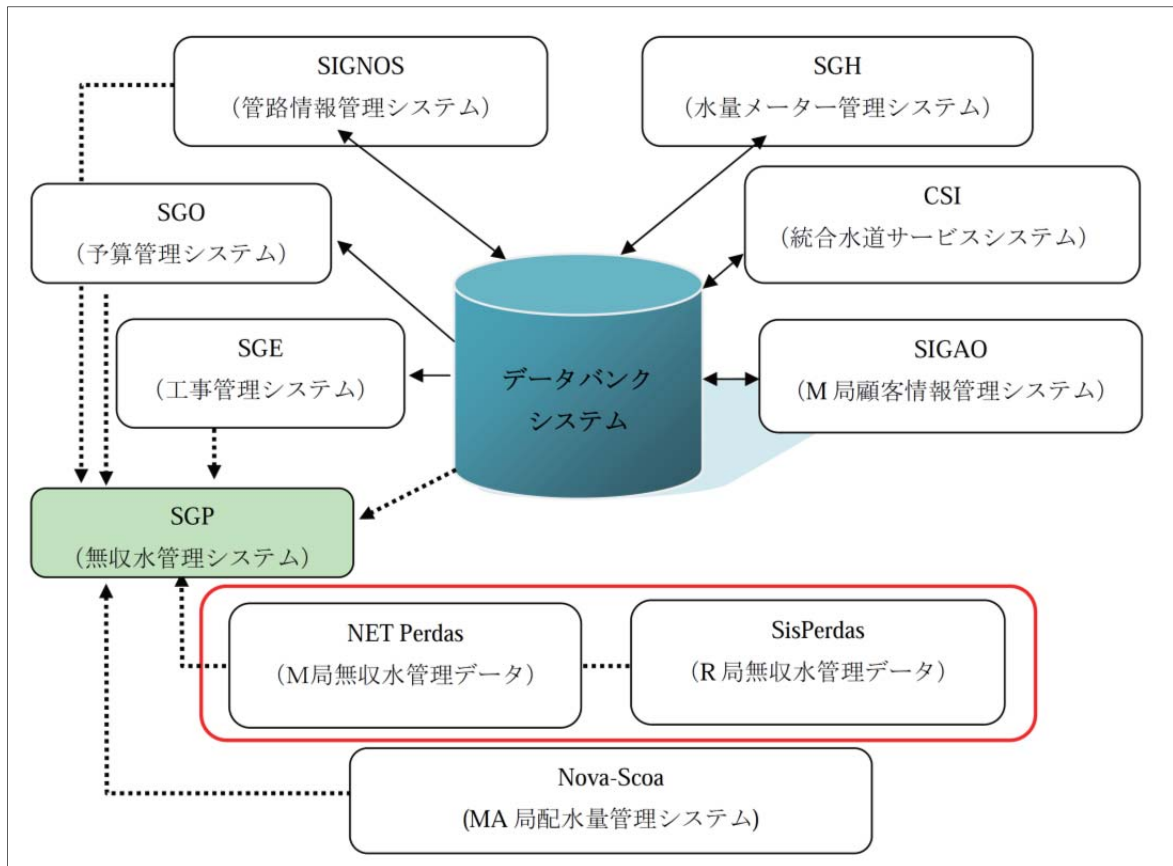 SIGNOS
（管路情報管理システム）
SGH
（水量メーター管理システム）
SGO
（予算管理システム）
CSI
（統合水道サービスシステム）
SGE
（工事管理システム）
データバンク
システム
SIGAO
（M 局顧客情報管理システム）
SGP
（無収水管理システム）
NET Perdas
（M局無収水管理データ）
SisPerdas
（R 局無収水管理データ）
Nova-Scoa
(MA 局配水量管理システム)